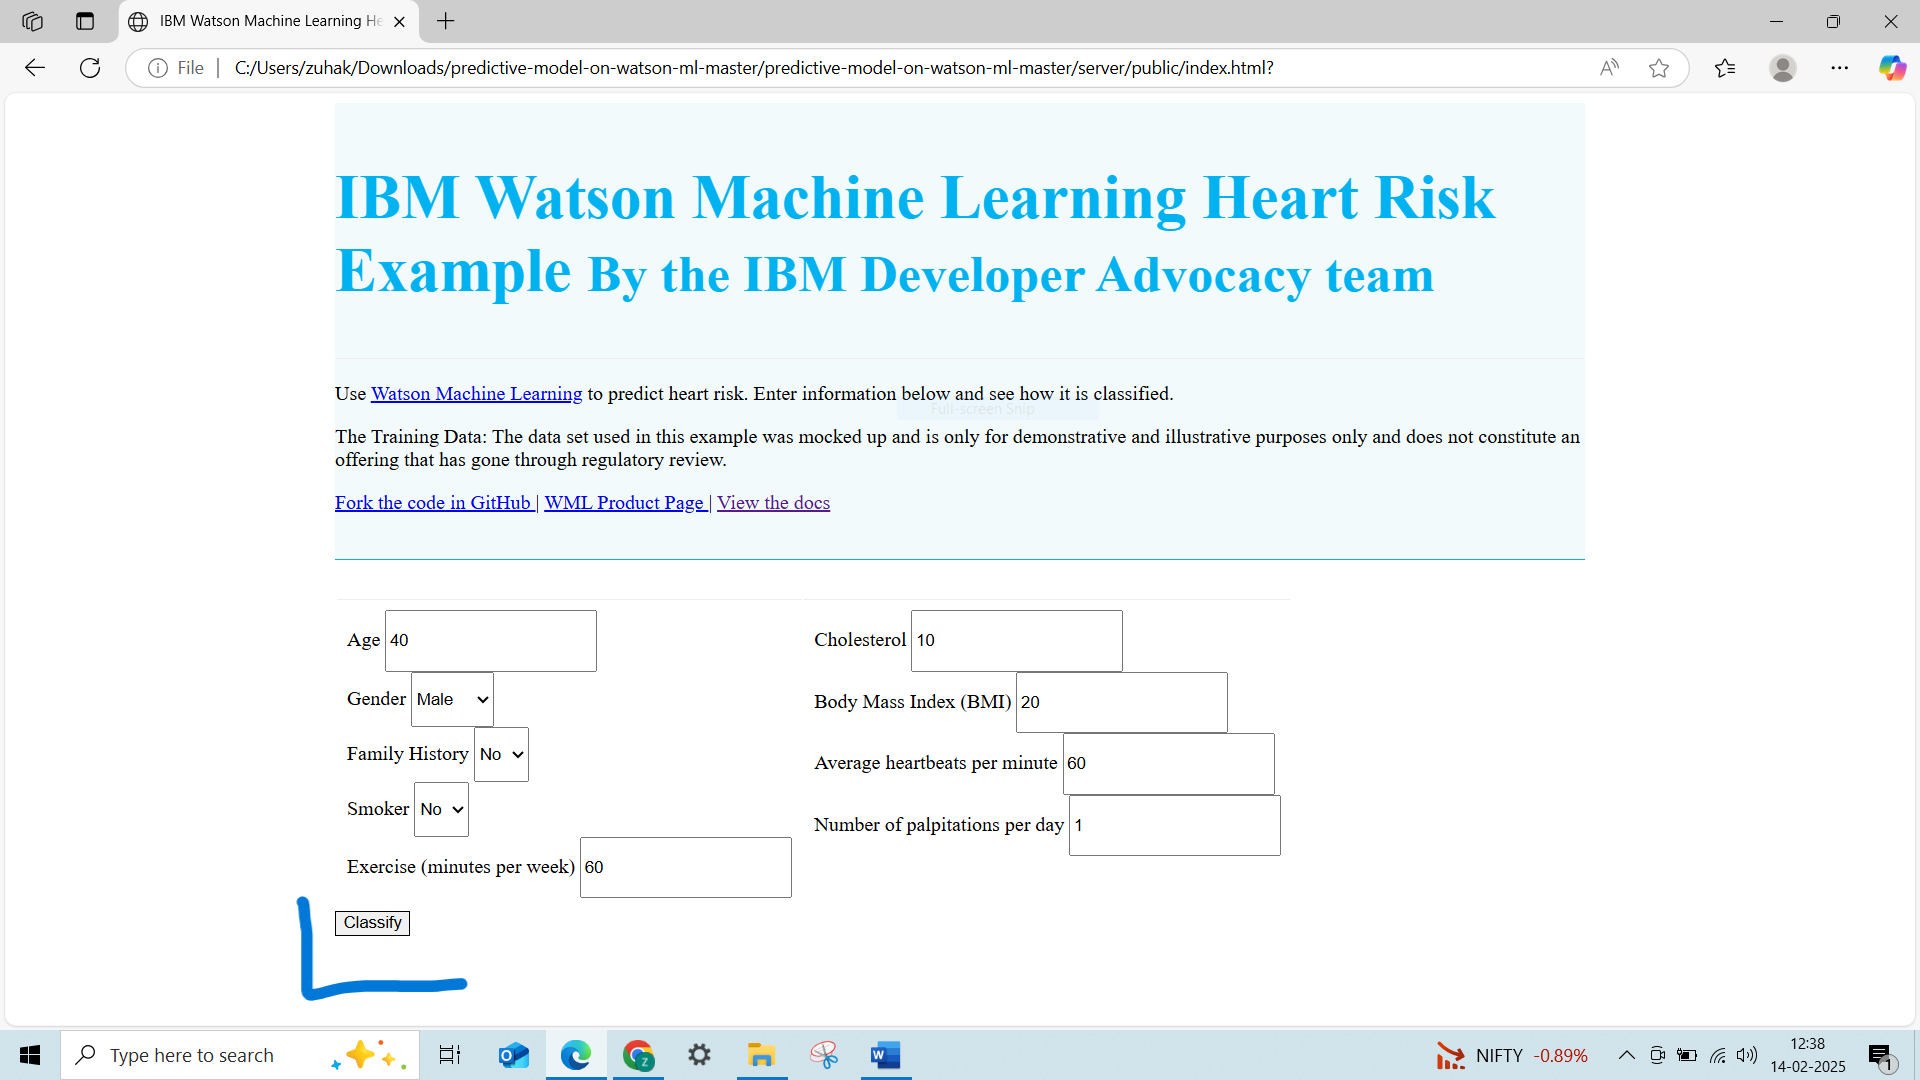 IBM Watson Machine Learning He
File
C:/Users/zuhak/Downloads/predictive-model-on-watson-ml-master/predictive-model-on-watson-ml-master/server/public/index.html?
IBM Watson Machine Learning Heart Risk
Example By the IBM Developer Advocacy team
Use Watson Machine Learning to predict heart risk. Enter information below and see how it is classified.
Full-screen Snip
The Training Data: The data set used in this example was mocked up and is only for demonstrative and illustrative purposes only and does not constitute an
offering that has gone through regulatory review.
Fork the code in GitHub | WML Product Page | View the docs
Age 40
Gender Male
Family History No
Smoker No
Exercise (minutes per week) 60
Cholesterol 10
Body Mass Index (BMI) 20
Average heartbeats per minute 60
Number of palpitations per day 1
Classify
Type here to search
NIFTY -0.89%
12:38
14-02-2025
1